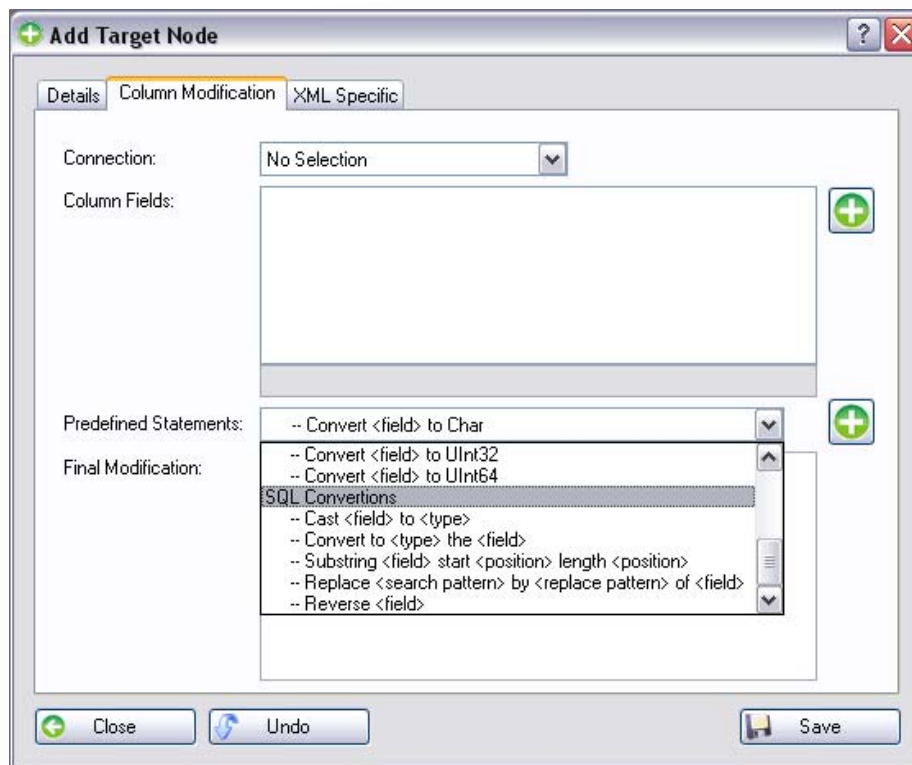 Add Target Node
Details
Column Modification
XML Specific
Connection:
No Selection
Column Fields:
Predefined Statements:
-- Convert <field> to Char
Final Modification:
-- Convert <field> to UInt32
-- Convert <field> to UInt64
SQL Convertions
-- Cast <field> to <type>
-- Convert to <type> the <field>
-- Substring <field> start <position> length <position>
-- Replace <search pattern> by <replace pattern> of <field>
-- Reverse <field>
Close
Undo
Save